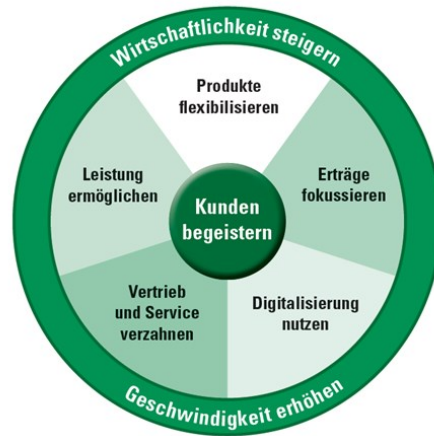 Wirtschaftlichkeit steigern
Produkte
flexibilisieren
Leistung
ermöglichen
Erträge
fokussieren
Kunden
begeistern
Vertrieb
und Service
verzahnen
Digitalisierung
nutzen
Geschwindigkeit erhöhen